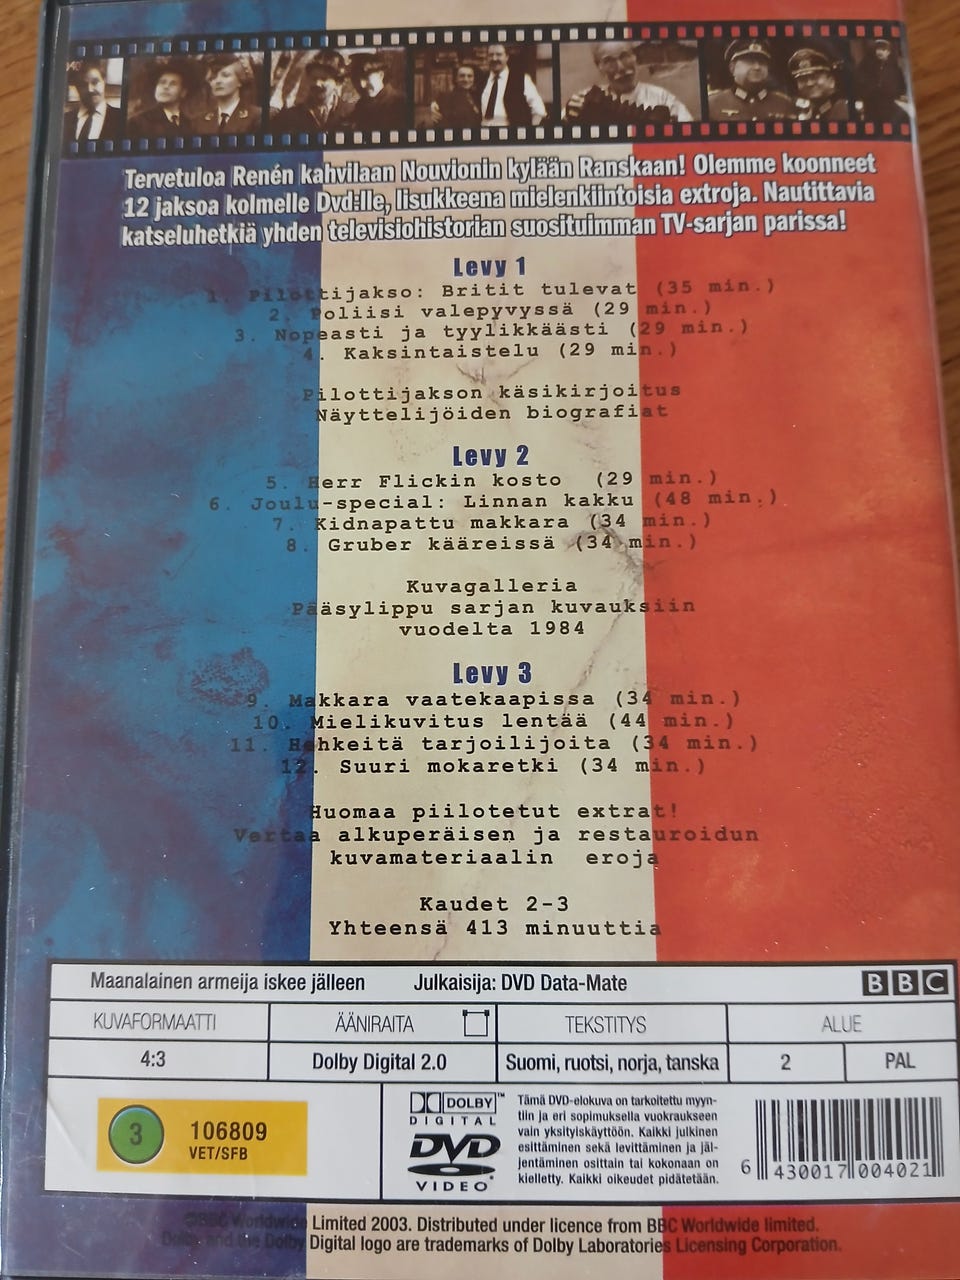 Tervetuloa Renén kahvilaan Nouvionin kylään Ranskaan! Olemme koonneet
12 jaksoa kolmelle Dvd:lle, lisukkeena mielenkiintoisia extroja. Nautittavia
katseluhetkiä yhden televisiohistorian suosituimman TV-sarjan parissa!
Levy 1
1. Pilottijakso: Britit tulevat (35 min.)
2. Poliisi valepyvyssä (29 min.)
3. Nopeasti ja tyylikkäästi (29 min.)
4. Kaksintaistelu (29 min.)
Pilottijakson käsikirjoitus
Näyttelijöiden biografiat
Levy 2
5. Herr Flickin kosto (29 min.)
6. Joulu-special: Linnan kakku (48 min.)
7. Kidnapattu makkara (34 min.)
8. Gruber kääreissä (34 min.)
Kuvagalleria
Pääsylippu sarjan kuvauksiin
vuodelta 1984
Levy 3
9. Makkara vaatekaapissa (34 min.)
10. Mielikuvitus lentää (44 min.)
11. Hehkeitä tarjoilijoita (34 min.)
12. Suuri mokaretki (34 min.)
Huomaa piilotetut extrat!
Vertaa alkuperäisen ja restauroidun
kuvamateriaalin eroja
Kaudet 2-3
Yhteensä 413 minuuttia
Maanalainen armeija iskee jälleen Julkaisija: DVD Data-Mate BBC
KUVAFORMAATTI ÄÄNIRAITA TEKSTITYS ALUE
4:3 Dolby Digital 2.0 Suomi, ruotsi, norja, tanska 2 PAL
3 106809
VET/SFB
DOLBY™
DIGITAL
DVD
VIDEO
Tämä DVD-elokuva on tarkoitettu myyn-
tiin ja eri sopimuksella vuokraukseen
vain yksityiskäyttöön. Kaikki julkinen
esittäminen sekä levittäminen ja jäl-
jentäminen osittain tai kokonaan on
kielletty. Kaikki oikeudet pidätetään.
6 430017 004021
©BBC Worldwide Limited 2003. Distributed under licence from BBC Worldwide limited.
Dolby and the Dolby Digital logo are trademarks of Dolby Laboratories Licensing Corporation.